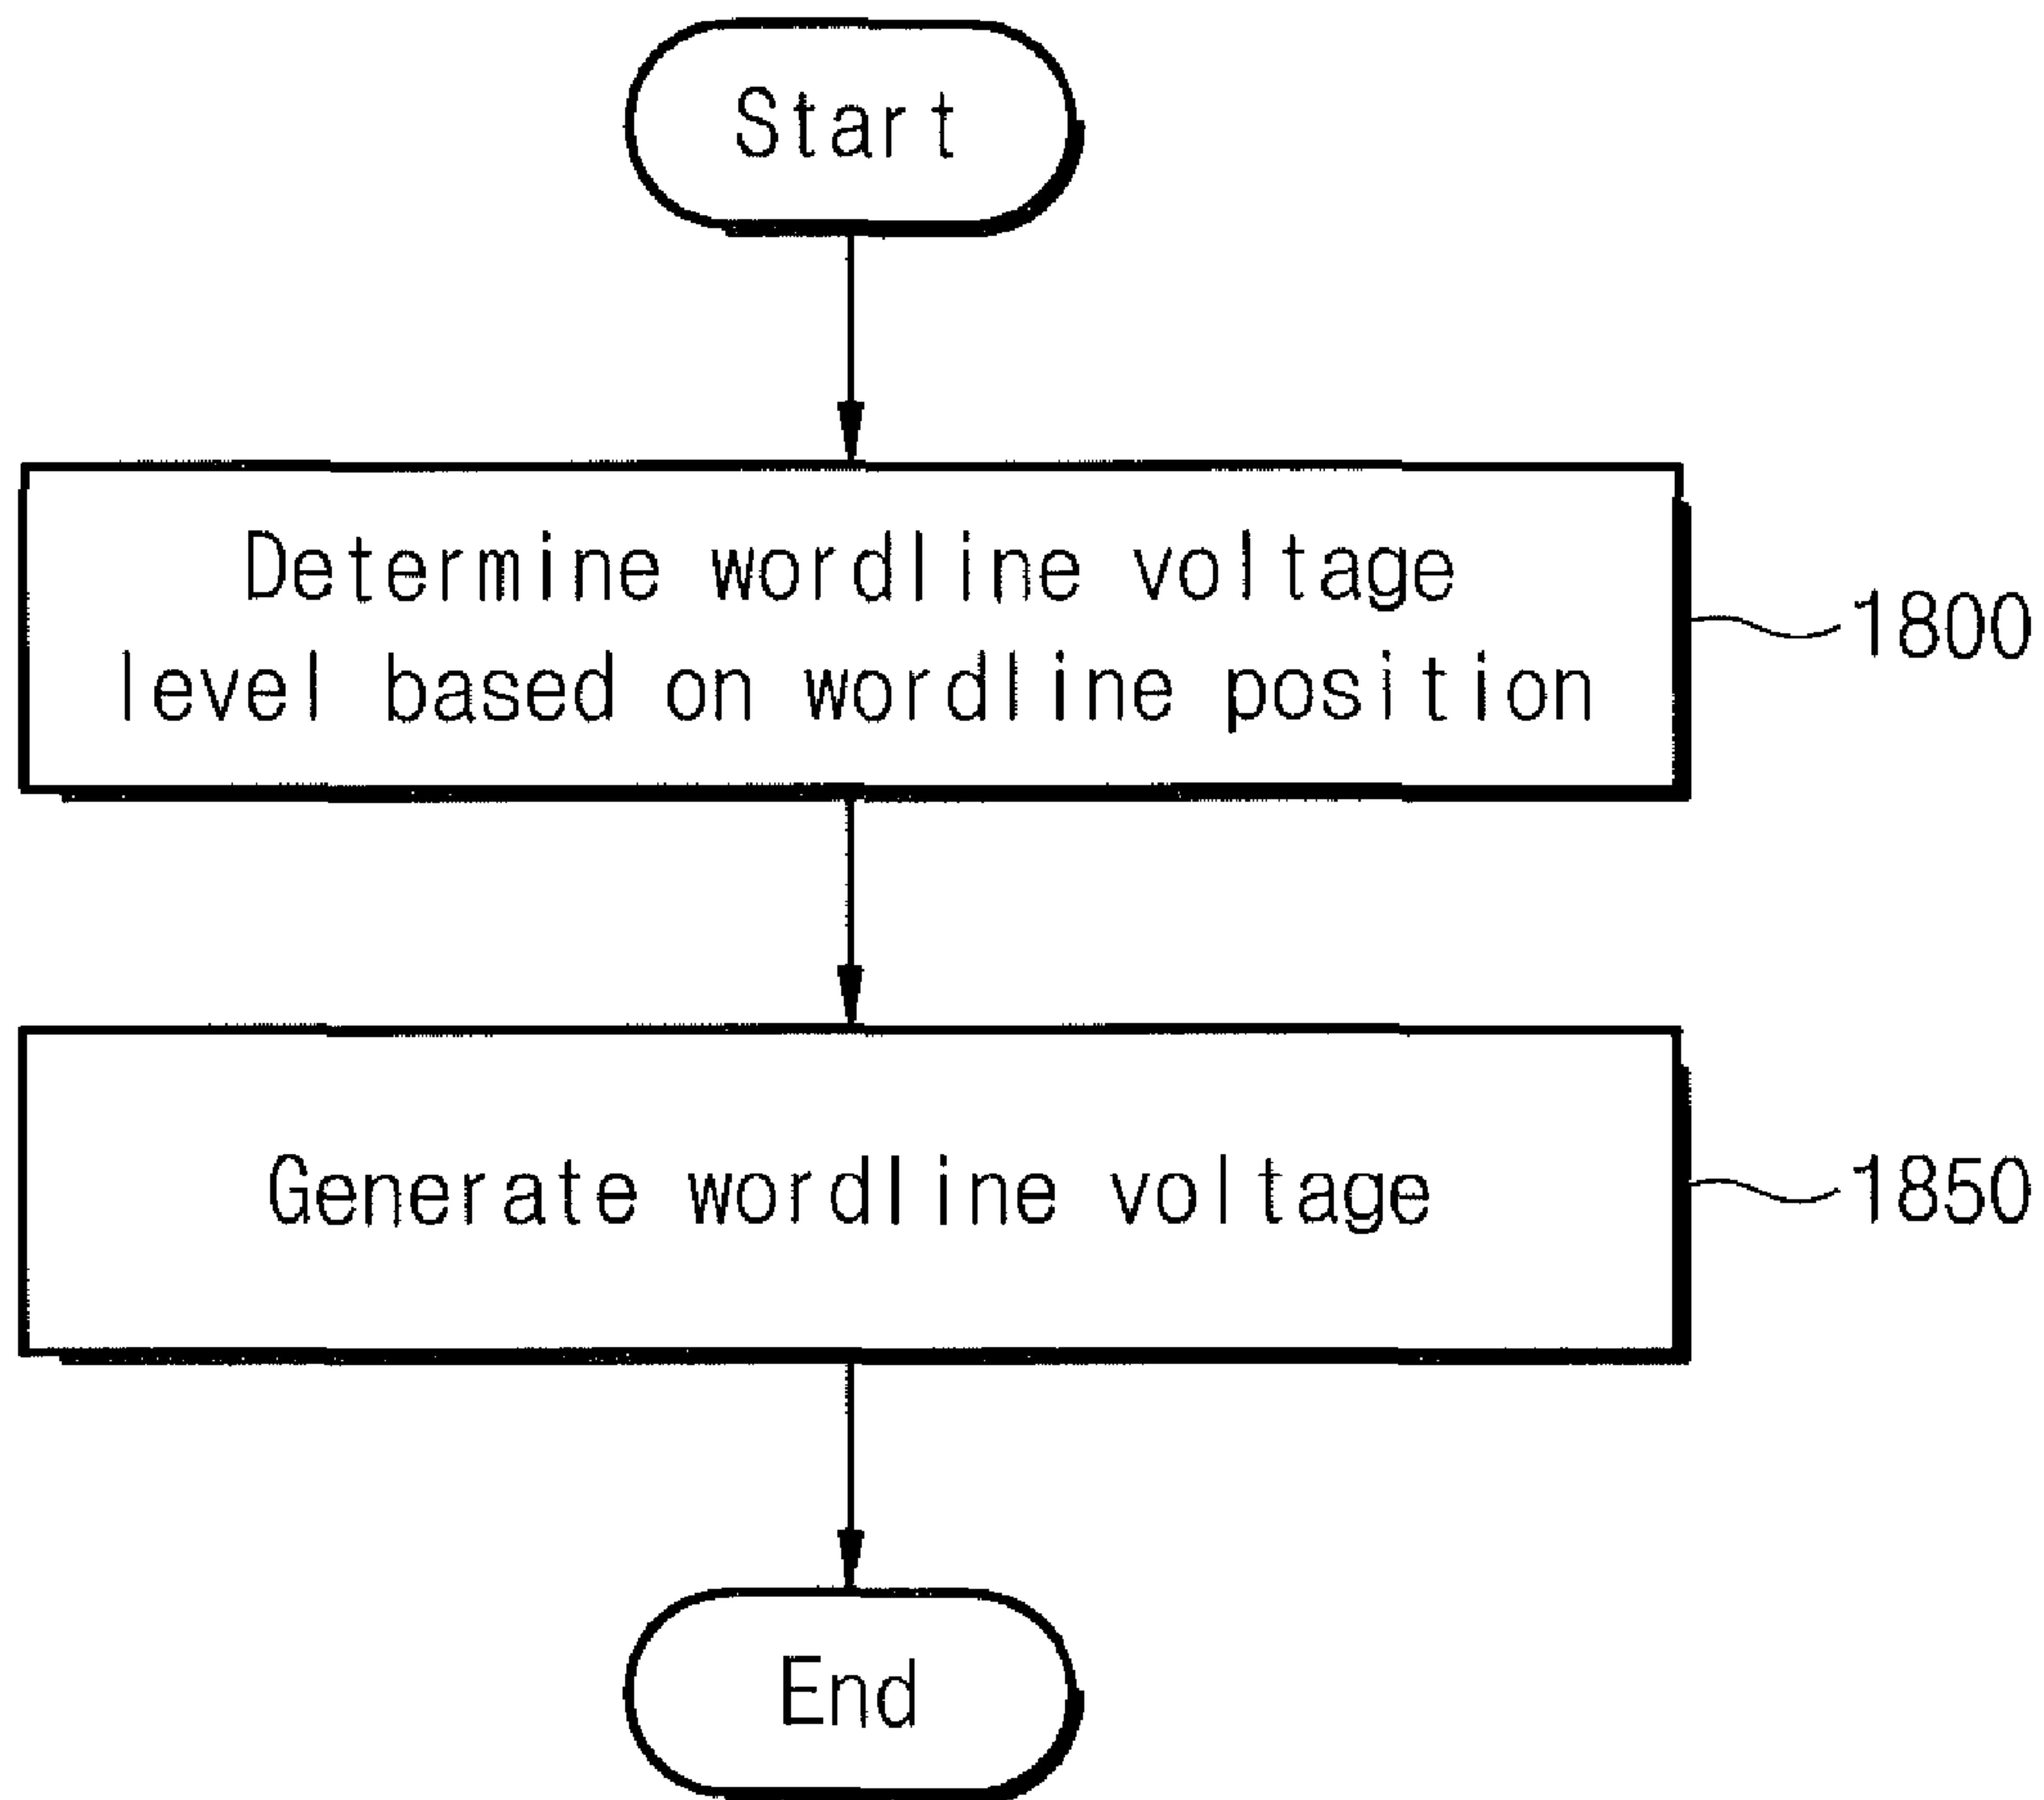 Start
Determine wordline voltage
level based on wordline position
1800
Generate wordline voltage
1850
End